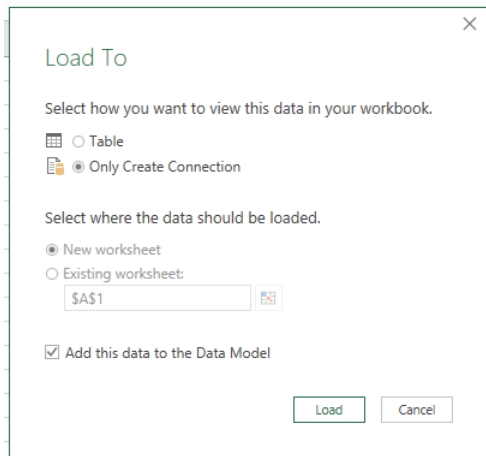 Load To
Select how you want to view this data in your workbook.
Table
Only Create Connection
Select where the data should be loaded.
New worksheet
Existing worksheet:
$A$1
Add this data to the Data Model
Load Cancel